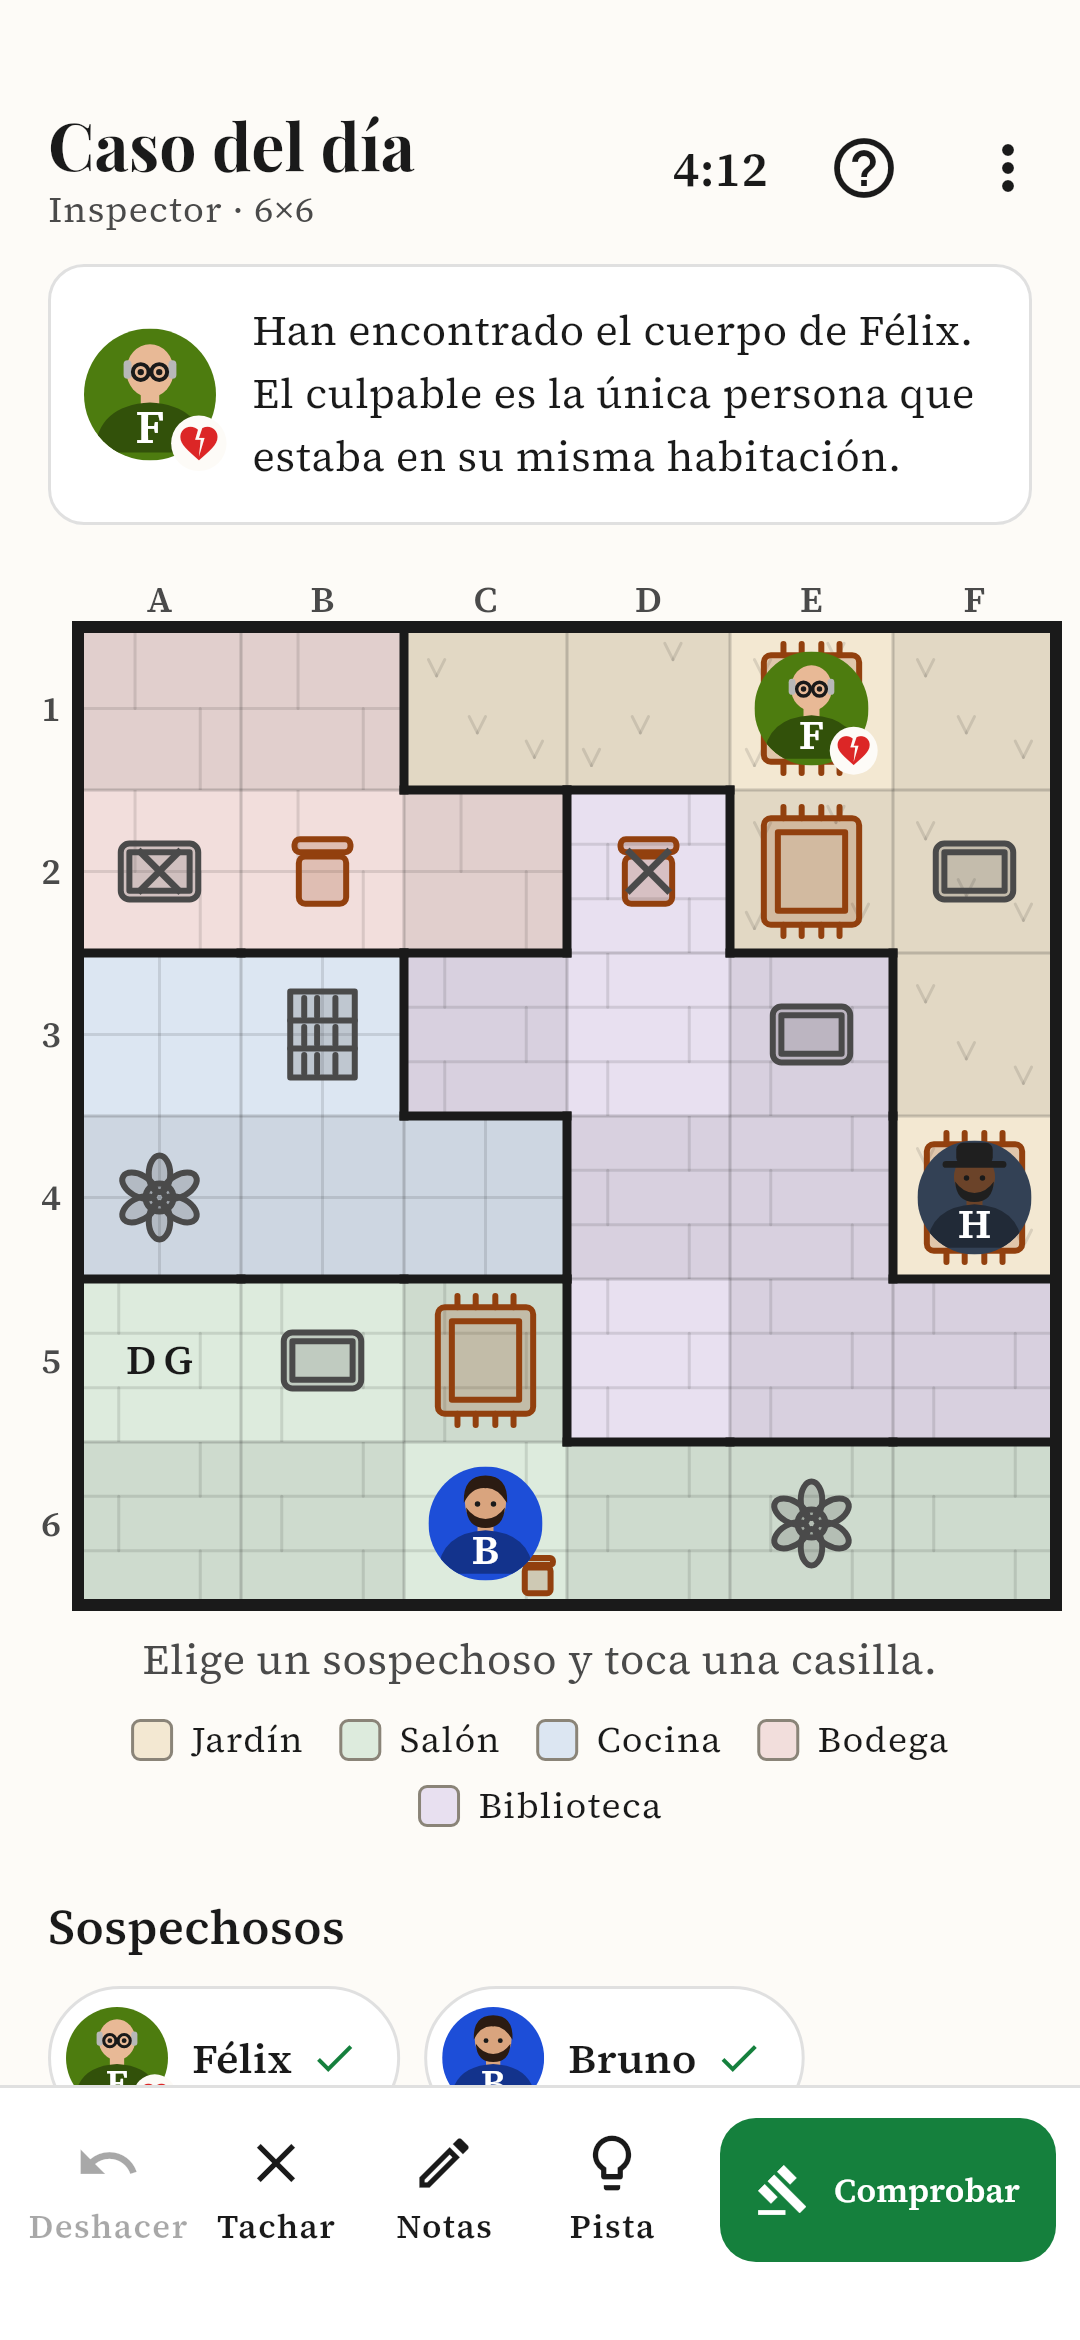 Caso del día
Inspector · 6×6
4:12
F
Han encontrado el cuerpo de Félix.
El culpable es la única persona que
estaba en su misma habitación.
A B C D E F
1
F
2
3
4
H
5
D G
6
B
Elige un sospechoso y toca una casilla.
Jardín Salón Cocina Bodega
Biblioteca
Sospechosos
F Félix
B Bruno
Deshacer Tachar Notas Pista Comprobar